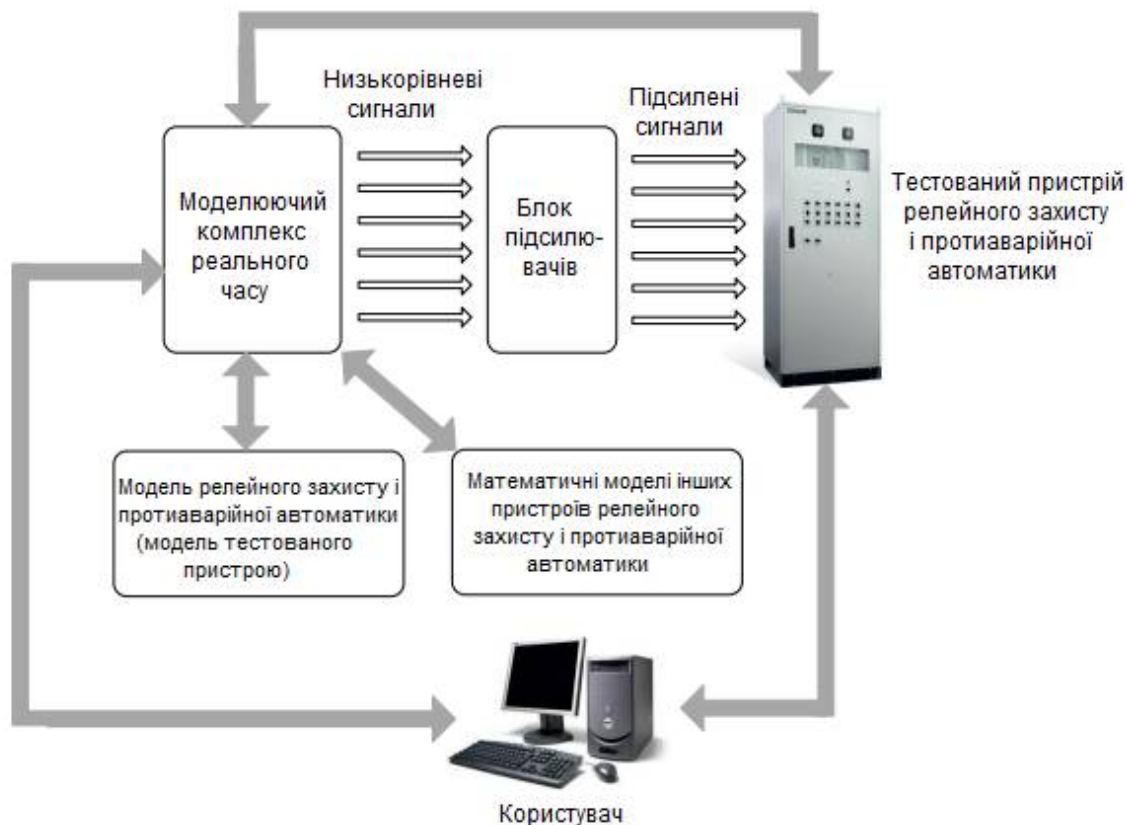 Низькорівневі
сигнали
Підсилені
сигнали
Моделюючий
комплекс
реального
часу
Блок
підсилю-
вачів
Тестований пристрій
релейного захисту
і протиаварійної
автоматики
Модель релейного захисту і
протиаварійної автоматики
(модель тестованого
пристрою)
Математичні моделі інших
пристроїв релейного
захисту і протиаварійної
автоматики
Користувач